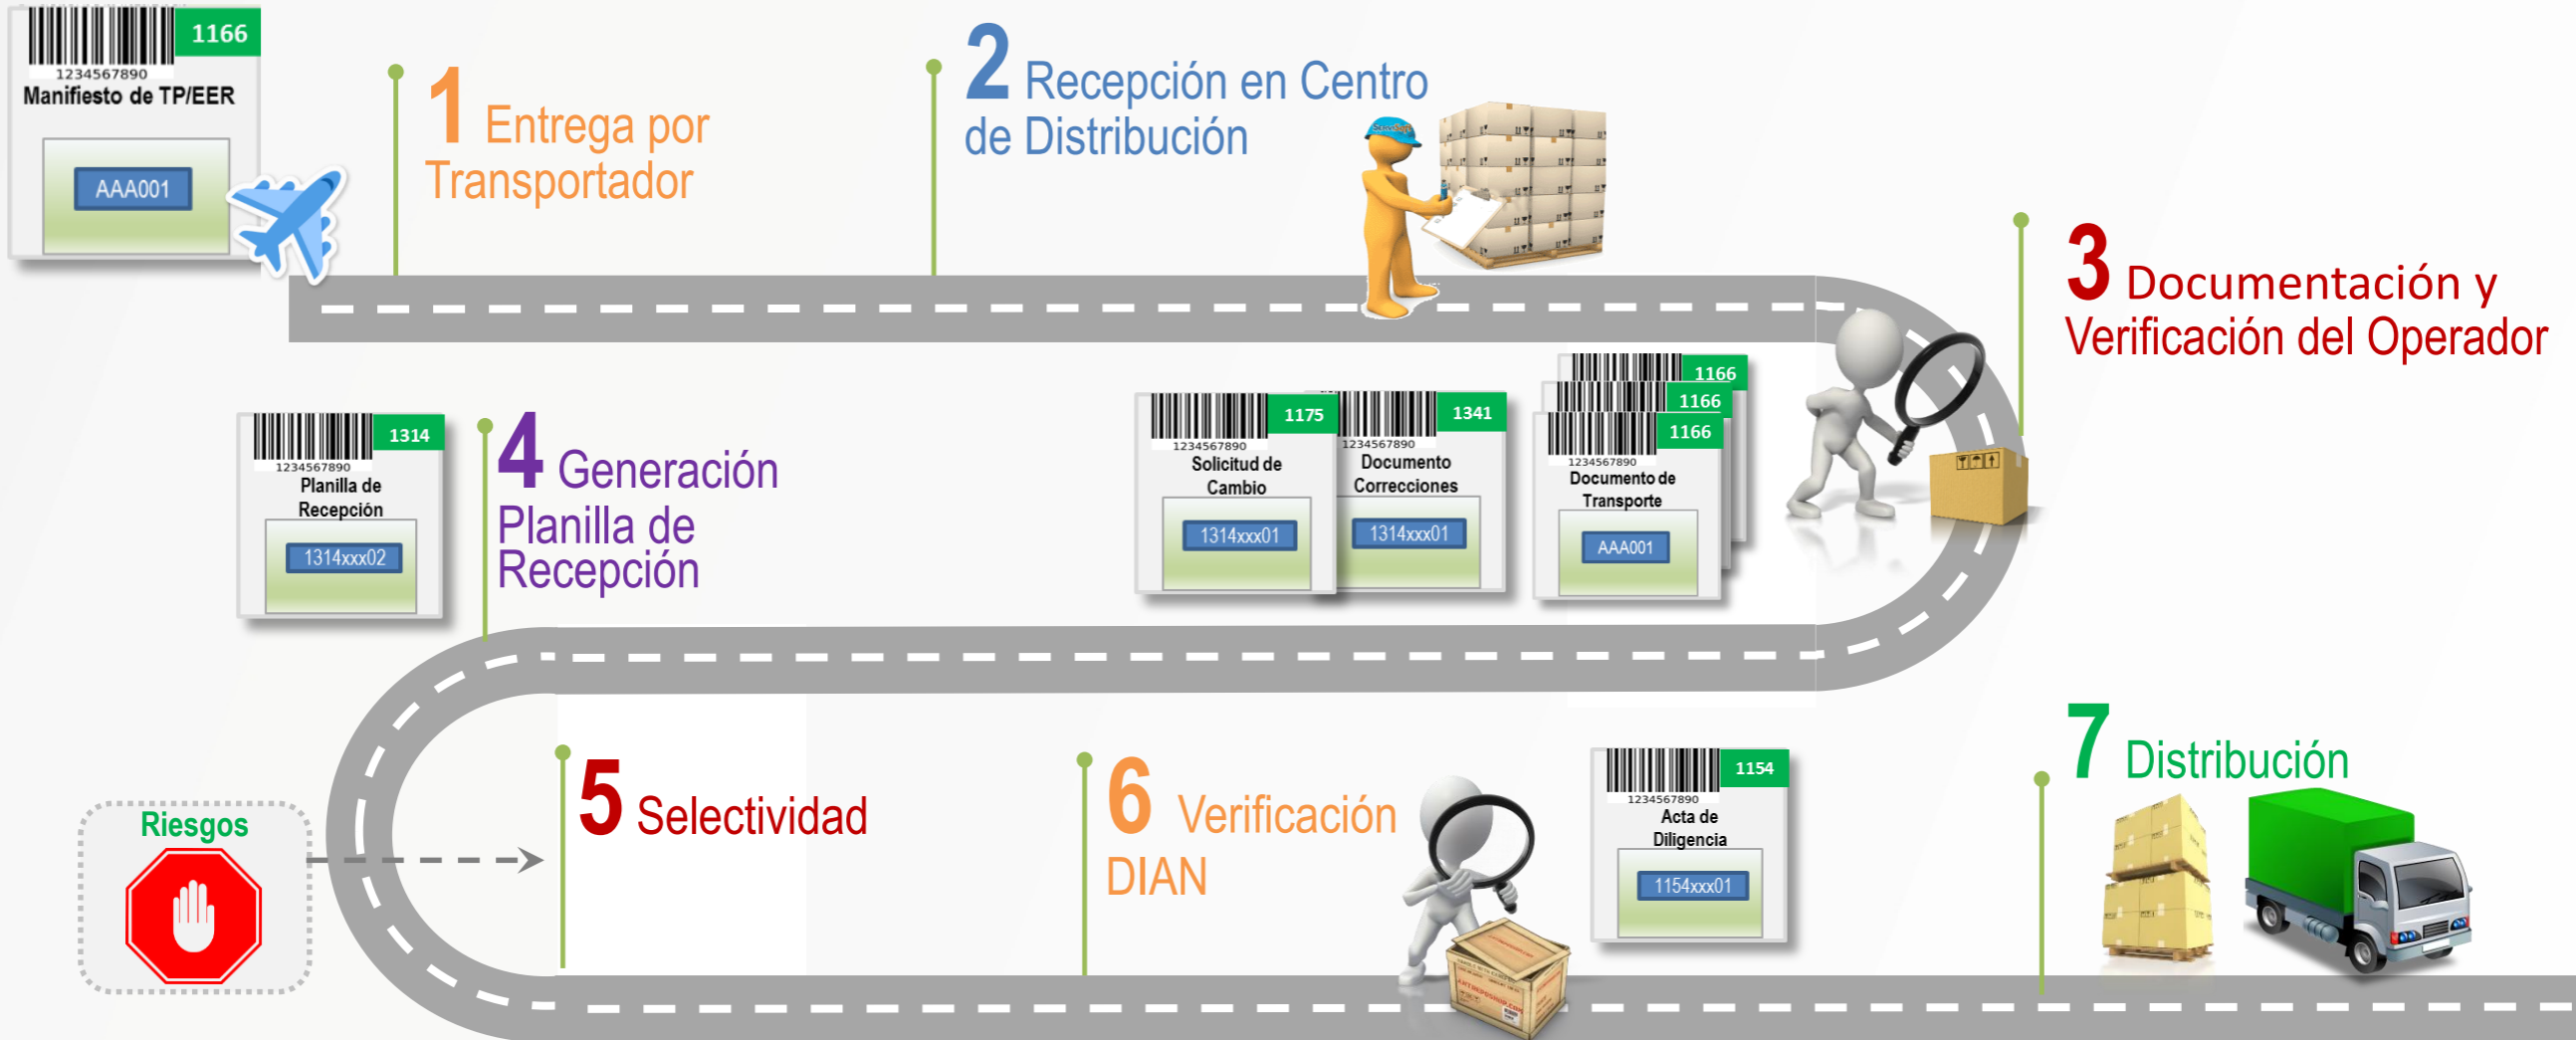 1166
1234567890
Manifiesto de TP/EER
AAA001
1 Entrega por
Transportador
2 Recepción en Centro
de Distribución
3 Documentación y
Verificación del Operador
1166
1166
1166
1234567890
Documento de
Transporte
AAA001
1341
1234567890
Documento
Correcciones
1314xxx01
1175
1234567890
Solicitud de
Cambio
1314xxx01
4 Generación
Planilla de
Recepción
1314
1234567890
Planilla de
Recepción
1314xxx02
Riesgos
5 Selectividad
6 Verificación
DIAN
1154
1234567890
Acta de
Diligencia
1154xxx01
7 Distribución